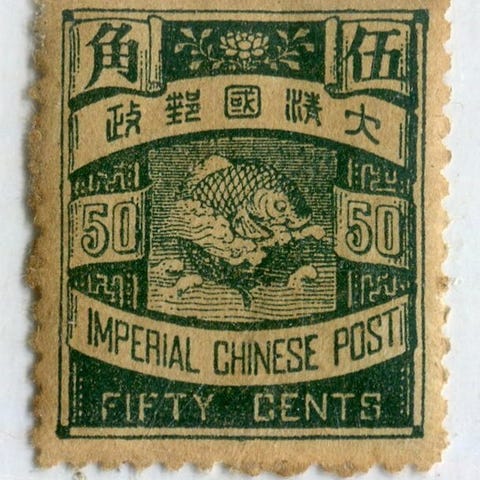 伍角
大清國郵政
50 50
IMPERIAL CHINESE POST
FIFTY CENTS